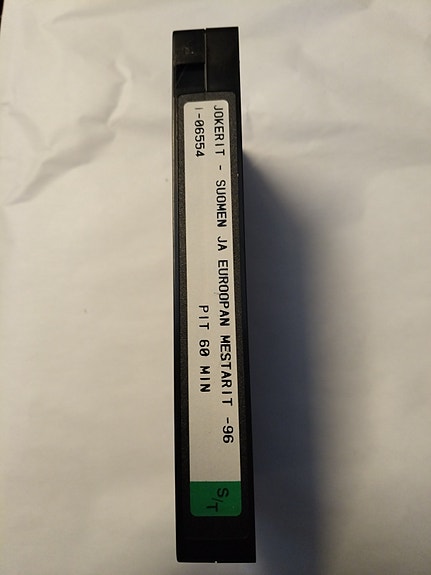 JOKERIT - SUOMEN JA EUROOPAN MESTARIT -96
I-06554 PIT 60 MIN
S/T